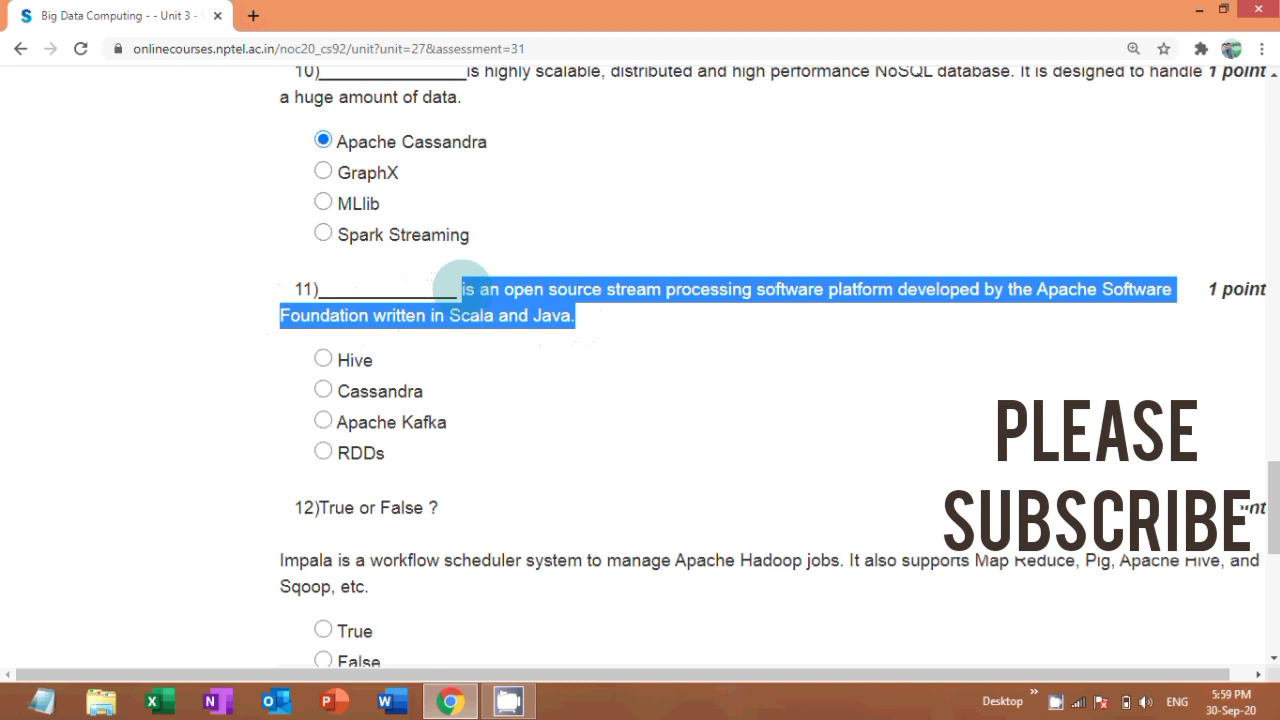 Big Data Computing - - Unit 3 -
onlinecourses.nptel.ac.in/noc20_cs92/unit?unit=27&assessment=31
10)_______________is highly scalable, distributed and high performance NoSQL database. It is designed to handle 1 point
a huge amount of data.
Apache Cassandra
GraphX
MLlib
Spark Streaming
11)______________ is an open source stream processing software platform developed by the Apache Software 1 point
Foundation written in Scala and Java.
Hive
Cassandra
Apache Kafka
RDDs
PLEASE
SUBSCRIBE
12)True or False ?
Impala is a workflow scheduler system to manage Apache Hadoop jobs. It also supports Map Reduce, Pig, Apache Hive, and
Sqoop, etc.
True
False
Desktop
ENG
5:59 PM
30-Sep-20